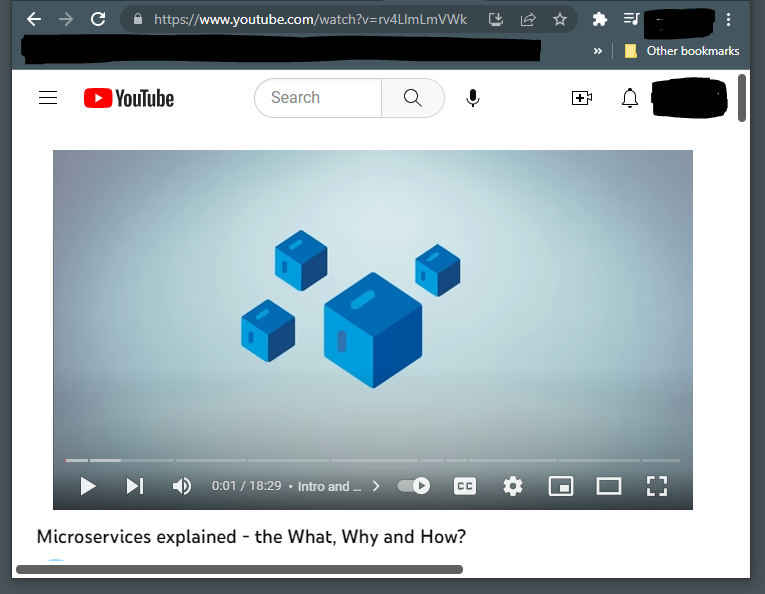 https://www.youtube.com/watch?v=rv4LlmLmVWk
» Other bookmarks
YouTube
Search
0:01 / 18:29 • Intro and ... >
CC
Microservices explained - the What, Why and How?